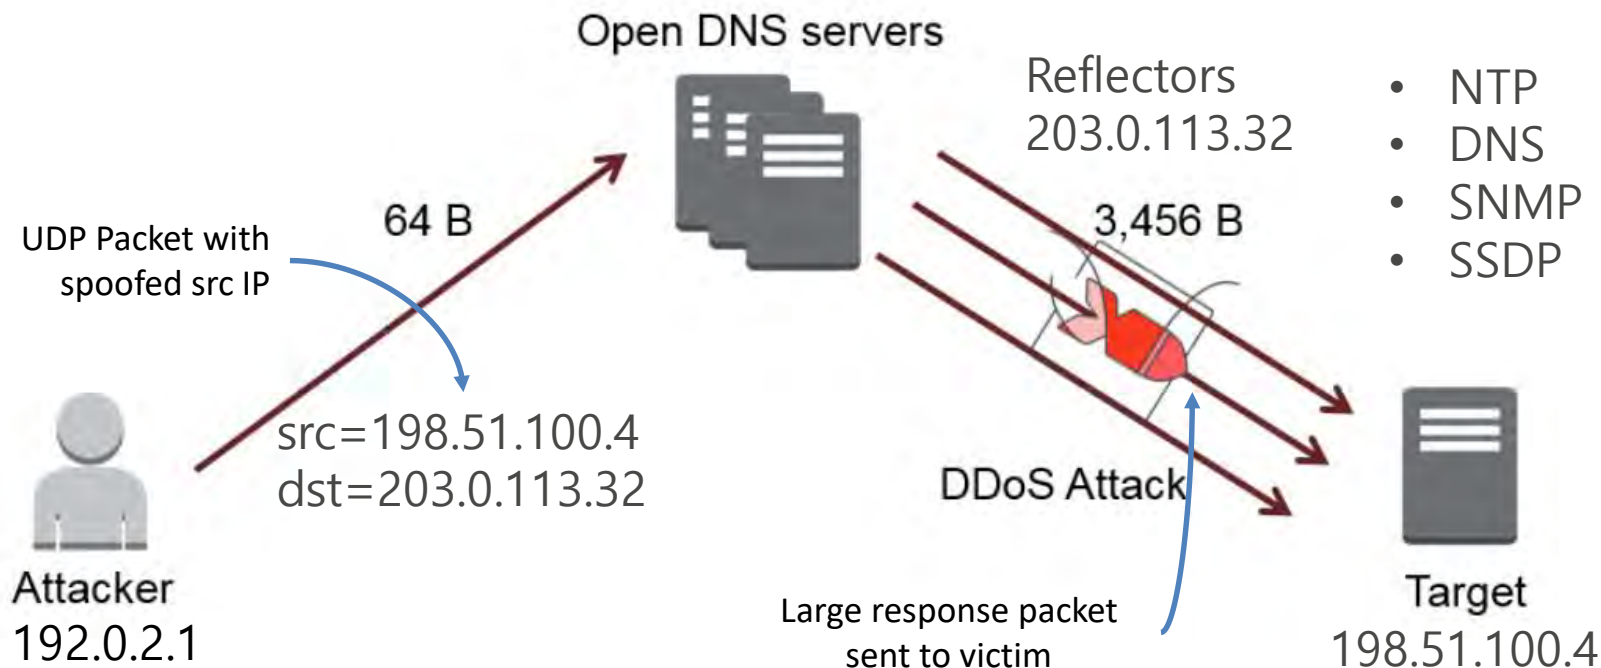 Open DNS servers
Reflectors
203.0.113.32
• NTP
• DNS
• SNMP
• SSDP
64 B
3,456 B
UDP Packet with
spoofed src IP
src=198.51.100.4
dst=203.0.113.32
DDoS Attack
Attacker
192.0.2.1
Large response packet
sent to victim
Target
198.51.100.4